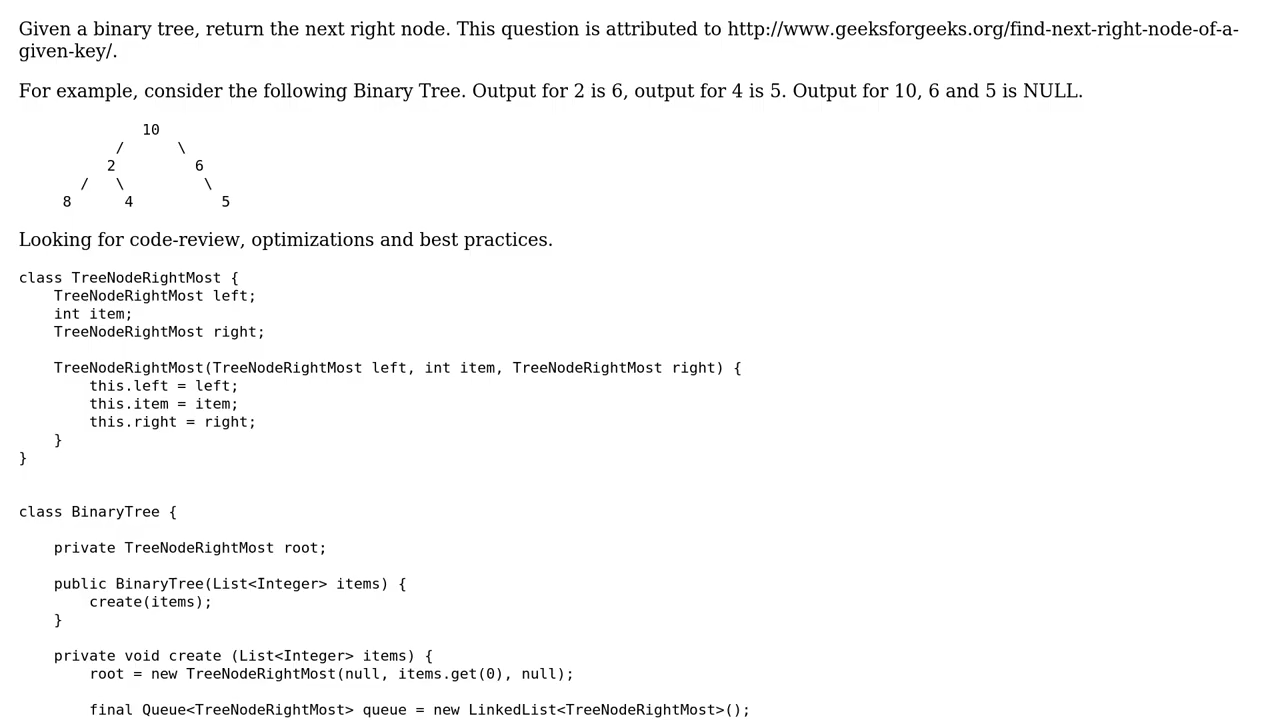 Given a binary tree, return the next right node. This question is attributed to http://www.geeksforgeeks.org/find-next-right-node-of-a-
given-key/.
For example, consider the following Binary Tree. Output for 2 is 6, output for 4 is 5. Output for 10, 6 and 5 is NULL.
              10
           /      \
          2         6
       /   \         \
     8      4          5
Looking for code-review, optimizations and best practices.
class TreeNodeRightMost {
    TreeNodeRightMost left;
    int item;
    TreeNodeRightMost right;

    TreeNodeRightMost(TreeNodeRightMost left, int item, TreeNodeRightMost right) {
        this.left = left;
        this.item = item;
        this.right = right;
    }
}


class BinaryTree {

    private TreeNodeRightMost root;

    public BinaryTree(List<Integer> items) {
        create(items);
    }

    private void create (List<Integer> items) {
        root = new TreeNodeRightMost(null, items.get(0), null);

        final Queue<TreeNodeRightMost> queue = new LinkedList<TreeNodeRightMost>();